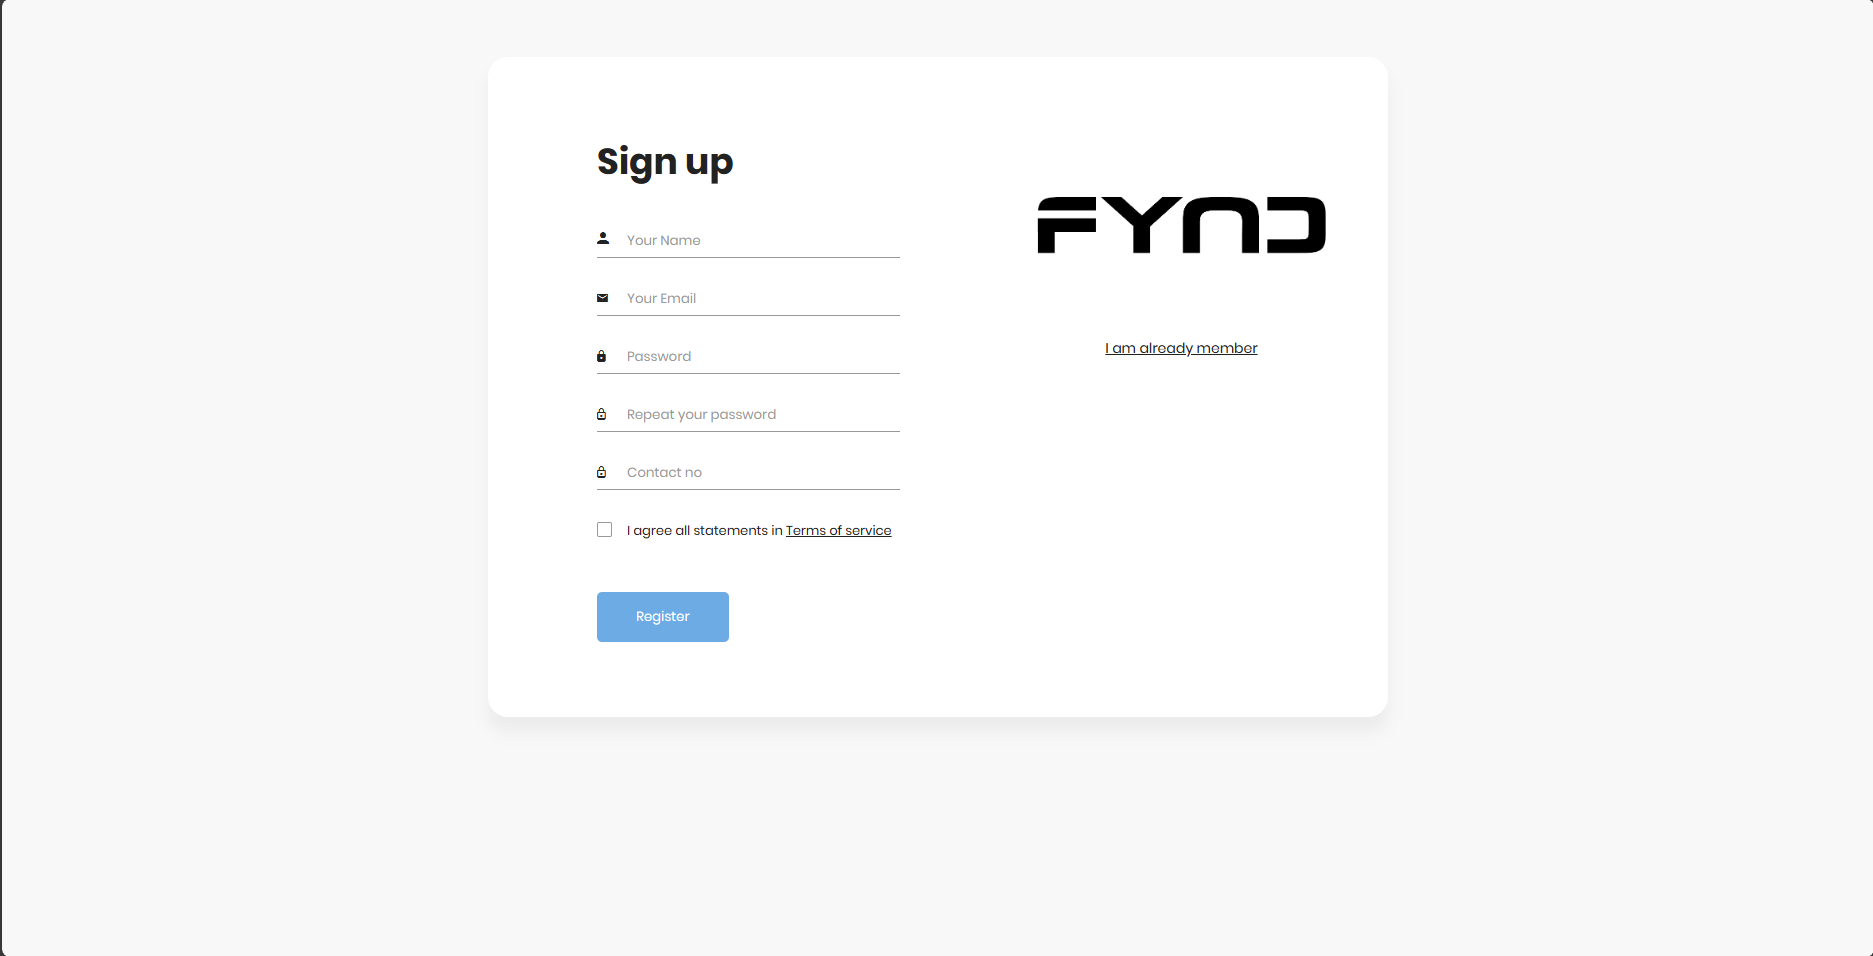 Sign up
Your Name
Your Email
Password
Repeat your password
Contact no
I agree all statements in Terms of service
Register
FYND
I am already member